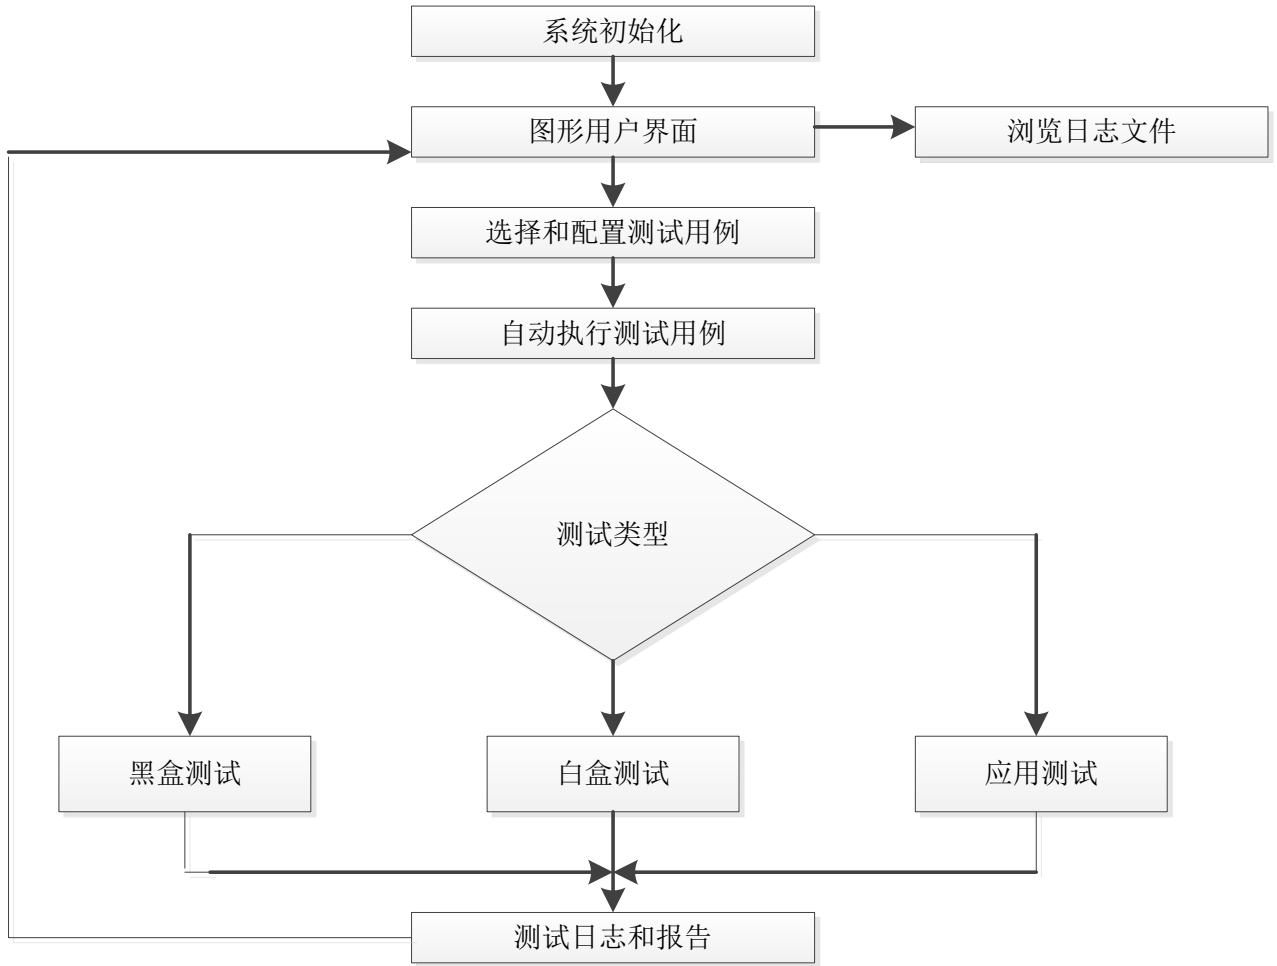 系统初始化
图形用户界面
浏览日志文件
选择和配置测试用例
自动执行测试用例
测试类型
黑盒测试
白盒测试
应用测试
测试日志和报告